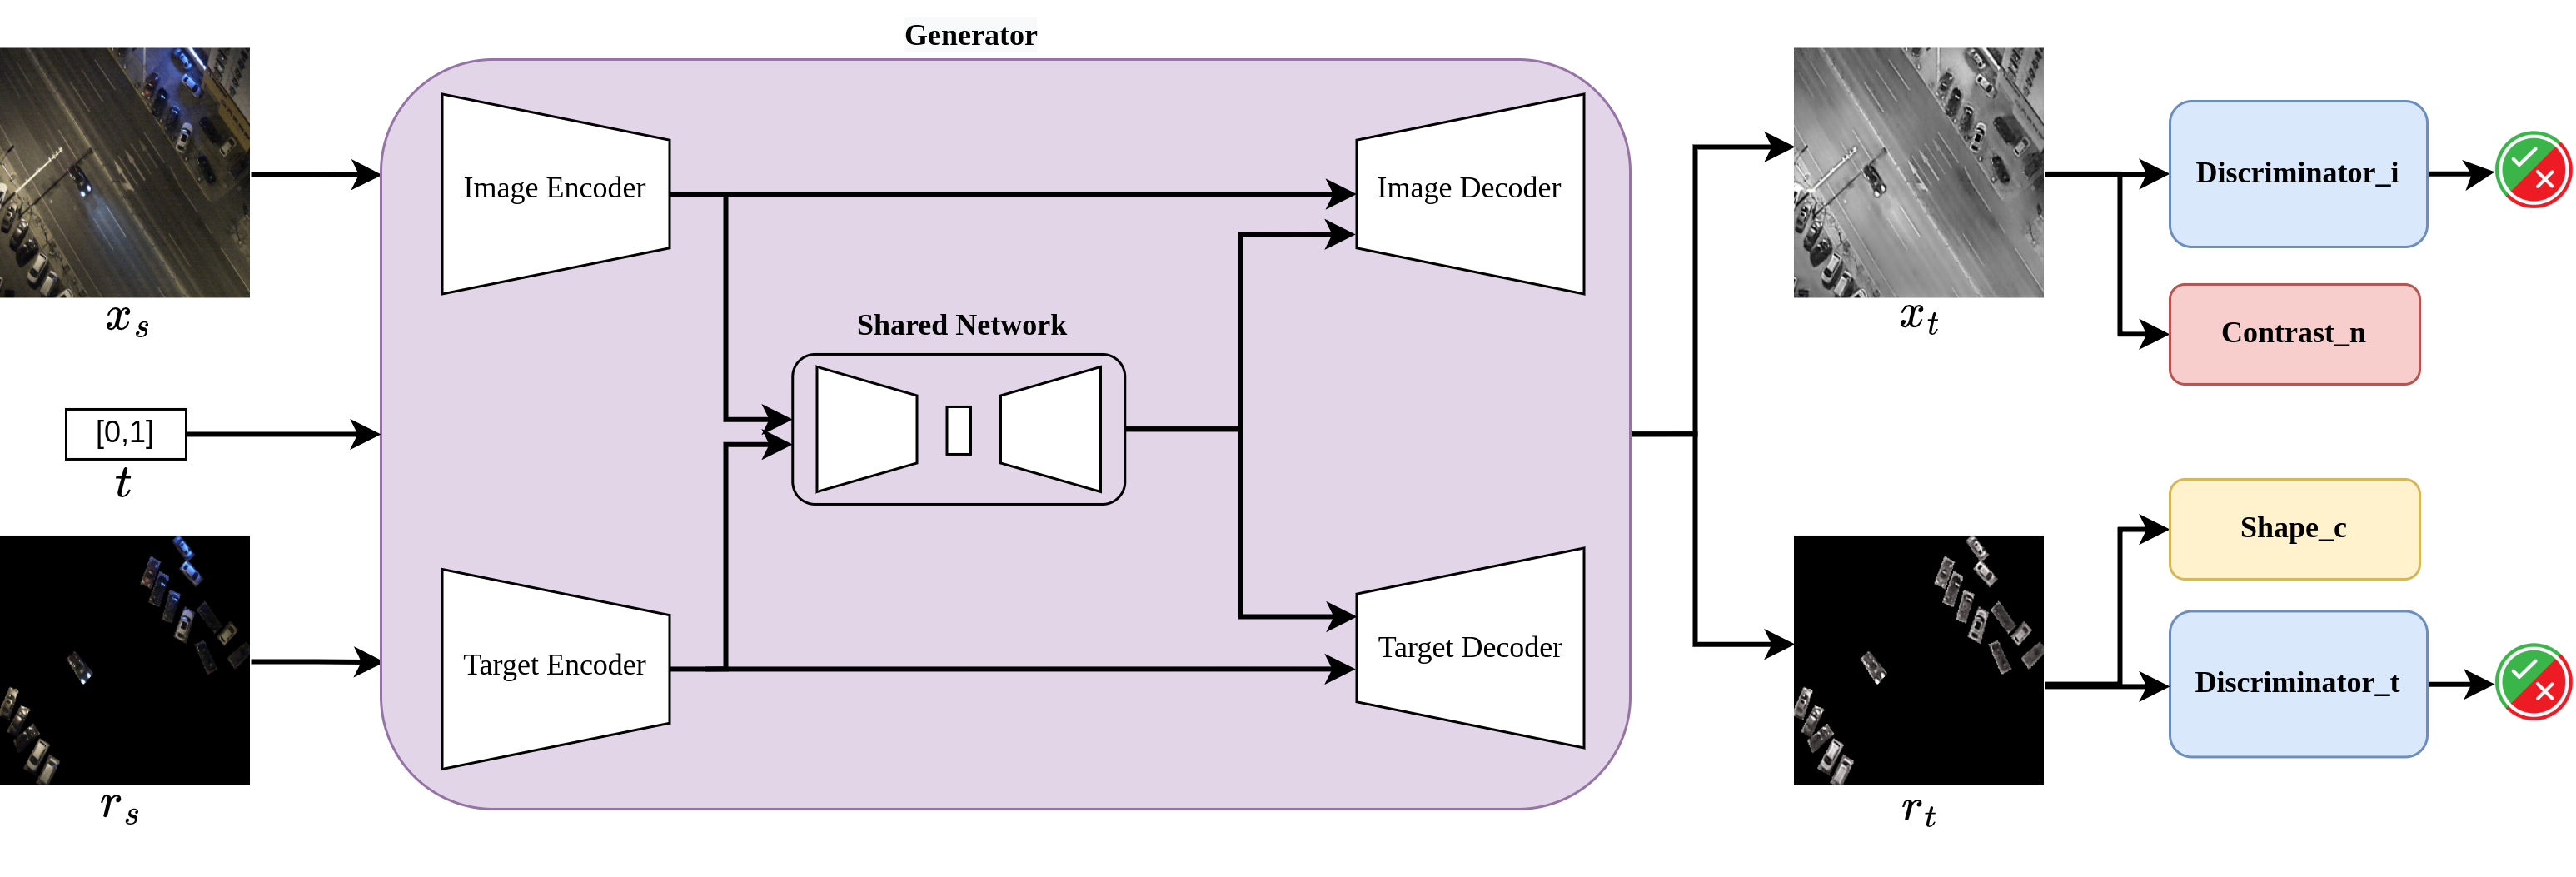 Generator
Image Encoder
Image Decoder
Discriminator_i
x_s
x_t
Shared Network
Contrast_n
[0,1]
t
Shape_c
Target Encoder
Target Decoder
Discriminator_t
r_s
r_t